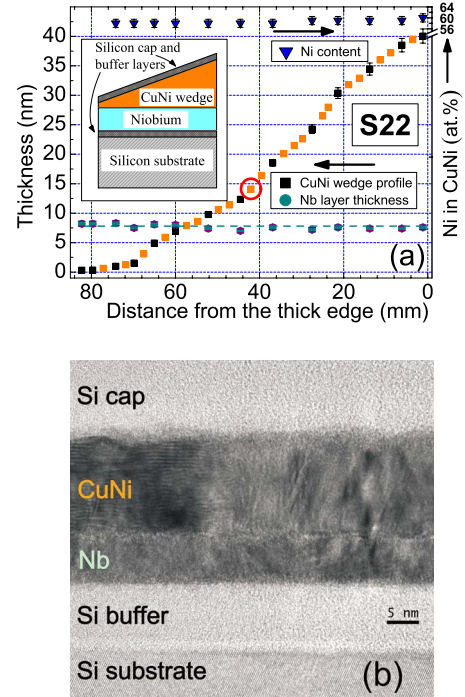 64
60
56
40
35
30
25
20
15
10
5
0
Thickness (nm)
Ni in CuNi (at.%)
Ni content
Silicon cap and
buffer layers
CuNi wedge
Niobium
Silicon substrate
S22
CuNi wedge profile
Nb layer thickness
(a)
80 60 40 20 0
Distance from the thick edge (mm)
Si cap
CuNi
Nb
Si buffer
5 nm
Si substrate
(b)